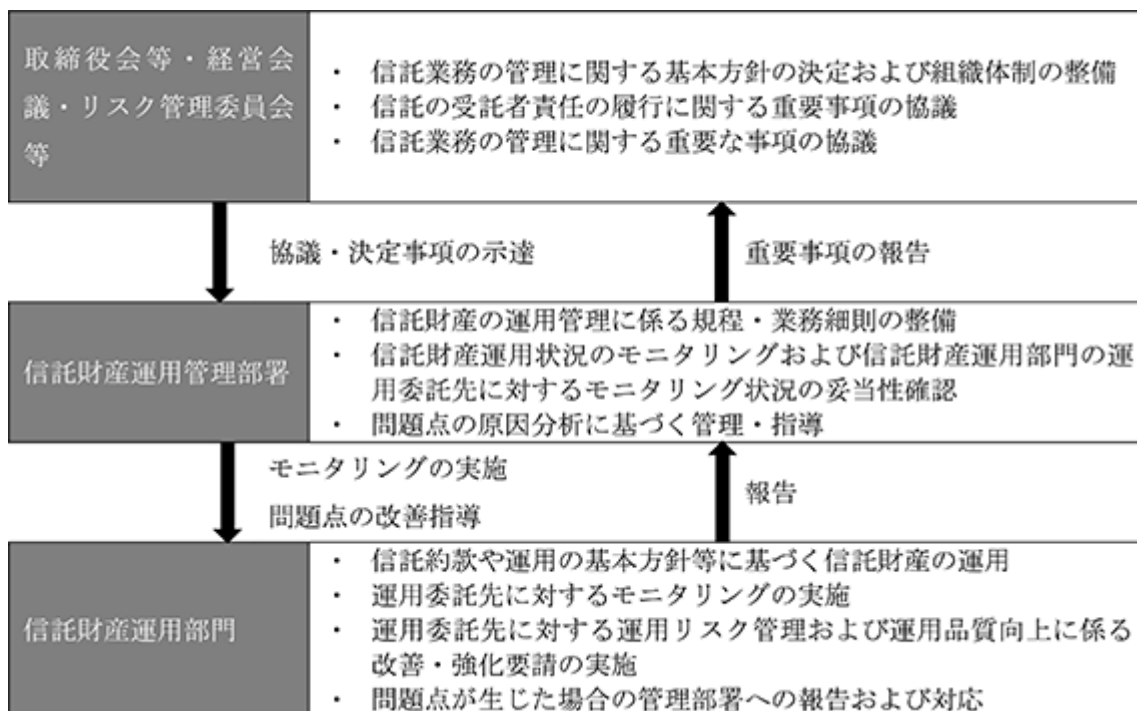 取締役会等・経営会
議・リスク管理委員会
等
・ 信託業務の管理に関する基本方針の決定および組織体制の整備
・ 信託の受託者責任の履行に関する重要事項の協議
・ 信託業務の管理に関する重要な事項の協議
協議・決定事項の示達
重要事項の報告
信託財産運用管理部署
・ 信託財産の運用管理に係る規程・業務細則の整備
・ 信託財産運用状況のモニタリングおよび信託財産運用部門の運
用委託先に対するモニタリング状況の妥当性確認
・ 問題点の原因分析に基づく管理・指導
モニタリングの実施
問題点の改善指導
報告
信託財産運用部門
・ 信託約款や運用の基本方針等に基づく信託財産の運用
・ 運用委託先に対するモニタリングの実施
・ 運用委託先に対する運用リスク管理および運用品質向上に係る
改善・強化要請の実施
・ 問題点が生じた場合の管理部署への報告および対応